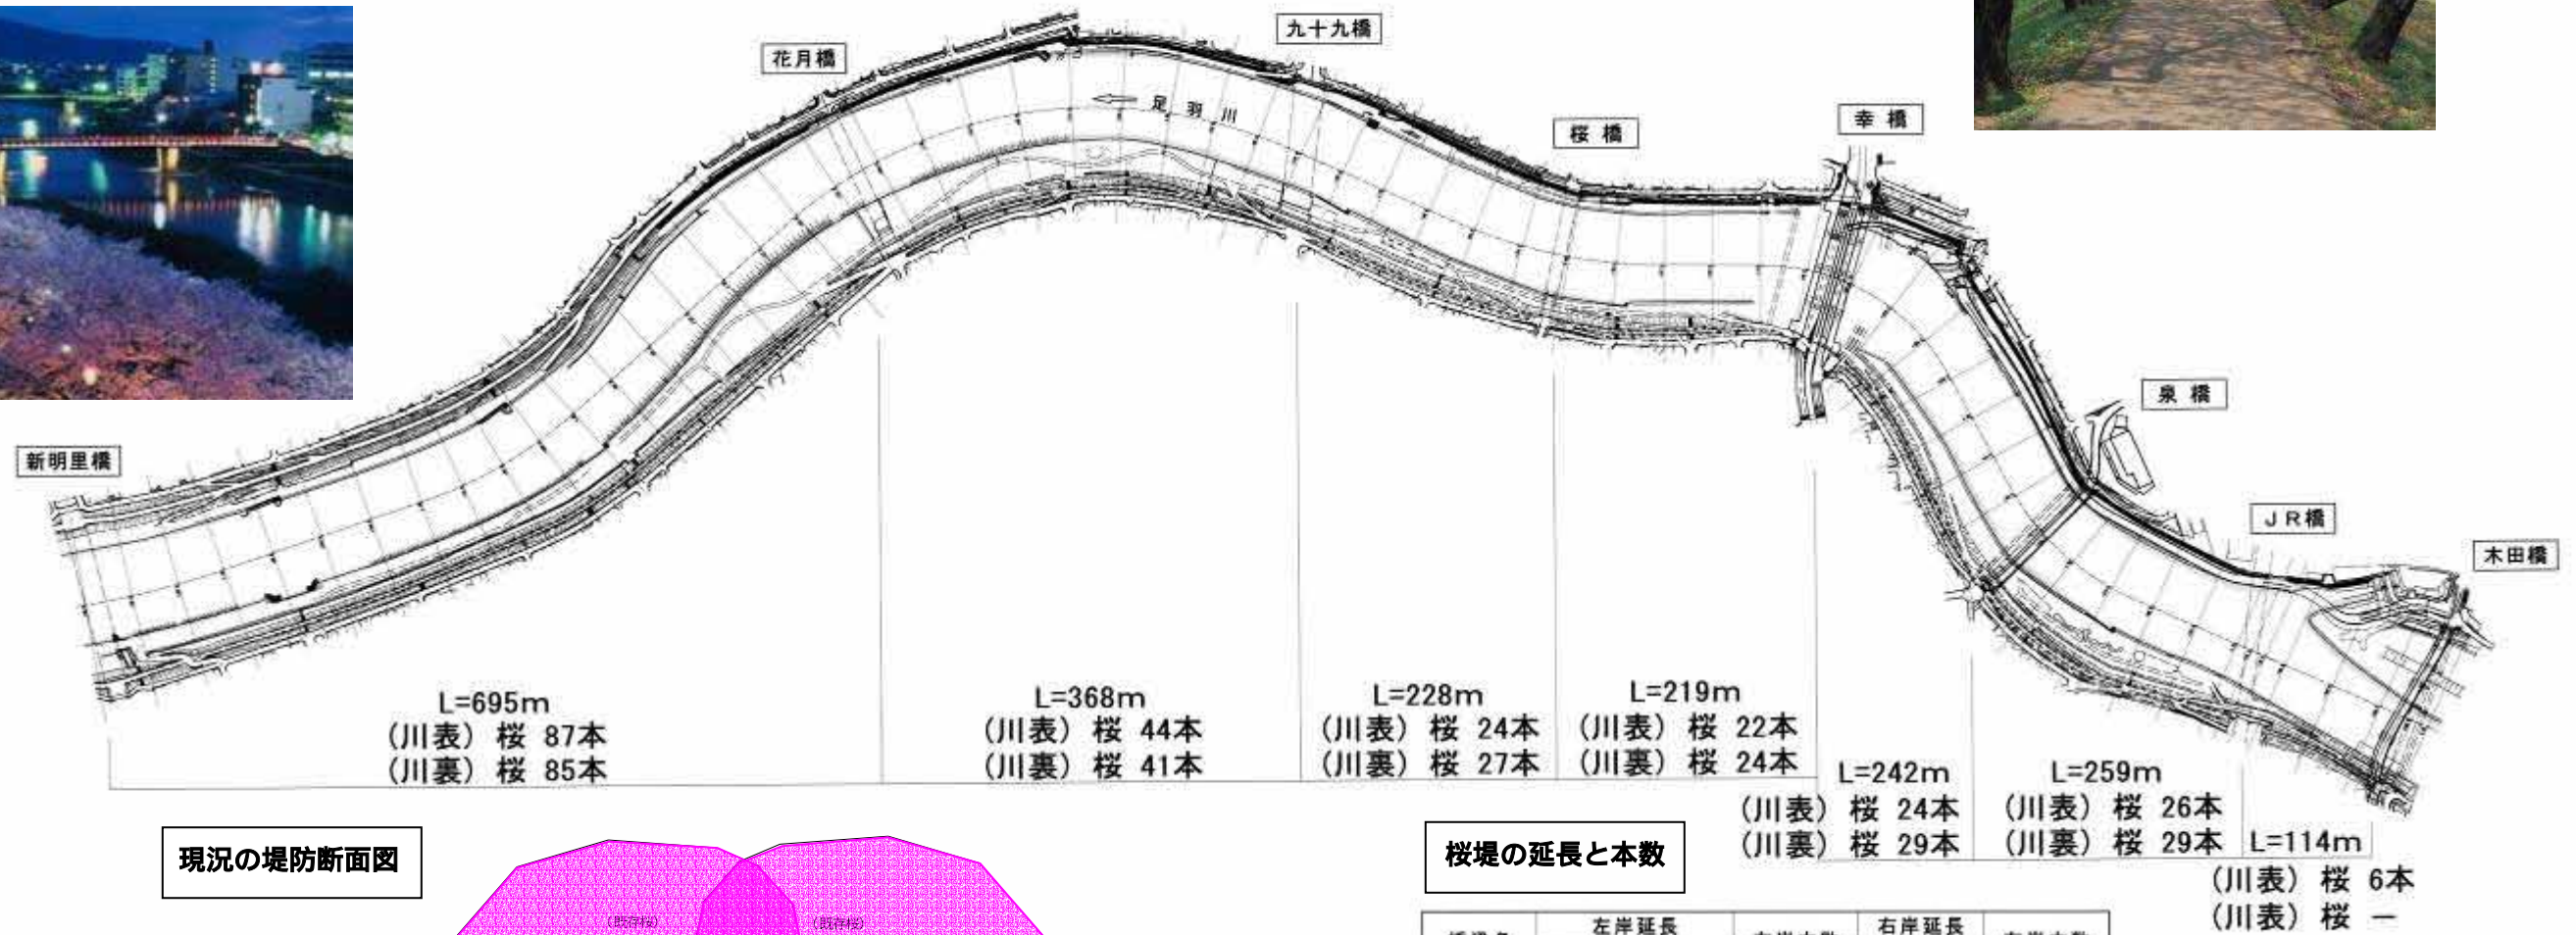 九十九橋
花月橋
足羽川
幸橋
桜橋
泉橋
新明里橋
JR橋
木田橋
L=695m
(川表) 桜 87本
(川裏) 桜 85本
L=368m
(川表) 桜 44本
(川裏) 桜 41本
L=228m
(川表) 桜 24本
(川裏) 桜 27本
L=219m
(川表) 桜 22本
(川裏) 桜 24本
L=242m
(川表) 桜 24本
(川裏) 桜 29本
L=259m
(川表) 桜 26本
(川裏) 桜 29本
L=114m
(川表) 桜 6本
(川表) 桜 －
現況の堤防断面図
(既存桜)
(既存桜)
桜堤の延長と本数
左岸延長
右岸延長